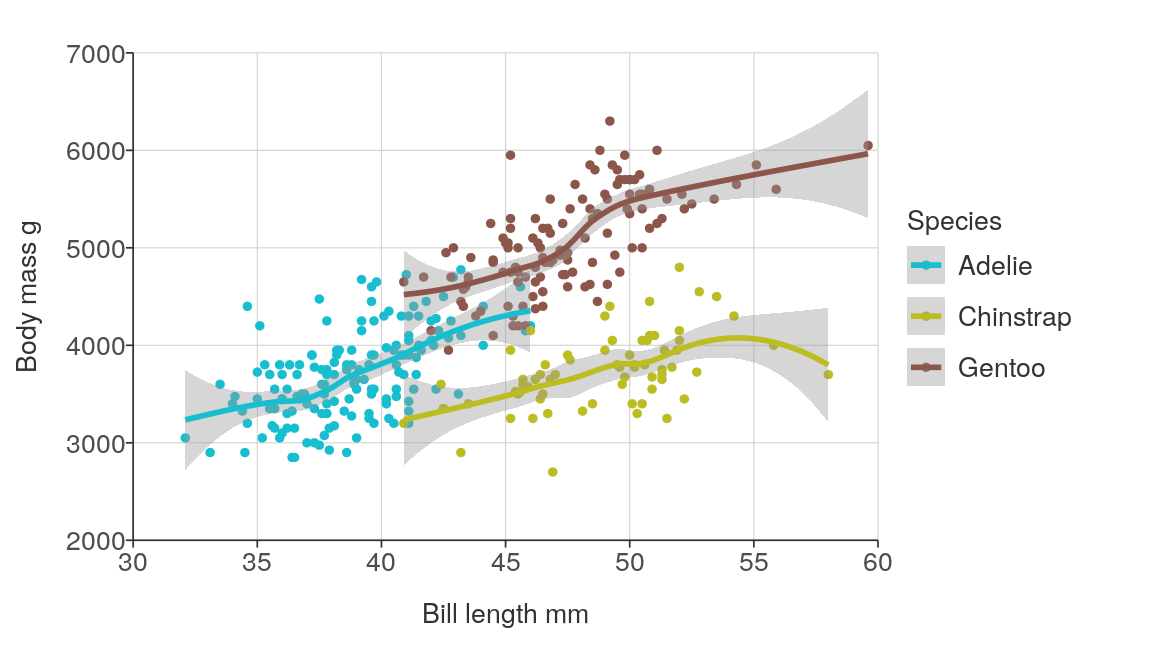 7000
6000
5000
4000
3000
2000
30 35 40 45 50 55 60
Body mass g
Bill length mm
Species
Adelie
Chinstrap
Gentoo